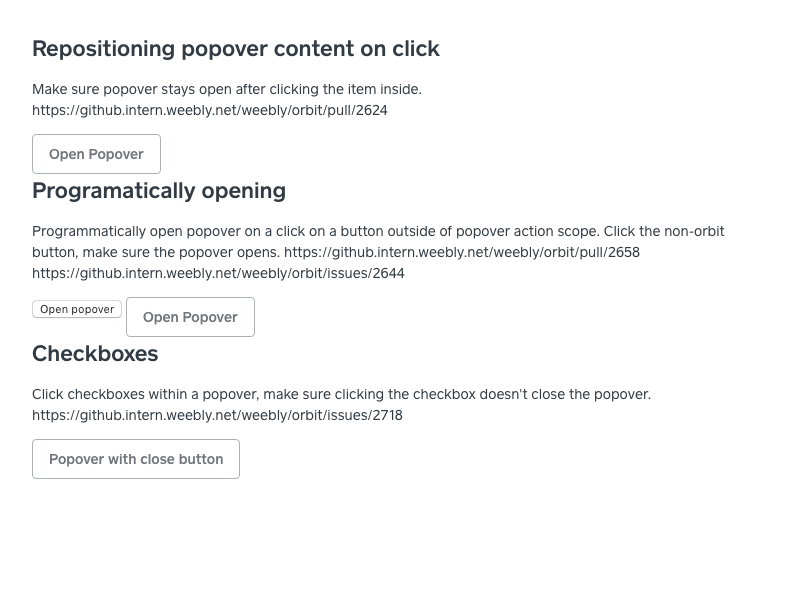 Repositioning popover content on click
Make sure popover stays open after clicking the item inside.
https://github.intern.weebly.net/weebly/orbit/pull/2624
Open Popover
Programatically opening
Programmatically open popover on a click on a button outside of popover action scope. Click the non-orbit
button, make sure the popover opens. https://github.intern.weebly.net/weebly/orbit/pull/2658
https://github.intern.weebly.net/weebly/orbit/issues/2644
Open popover Open Popover
Checkboxes
Click checkboxes within a popover, make sure clicking the checkbox doesn't close the popover.
https://github.intern.weebly.net/weebly/orbit/issues/2718
Popover with close button